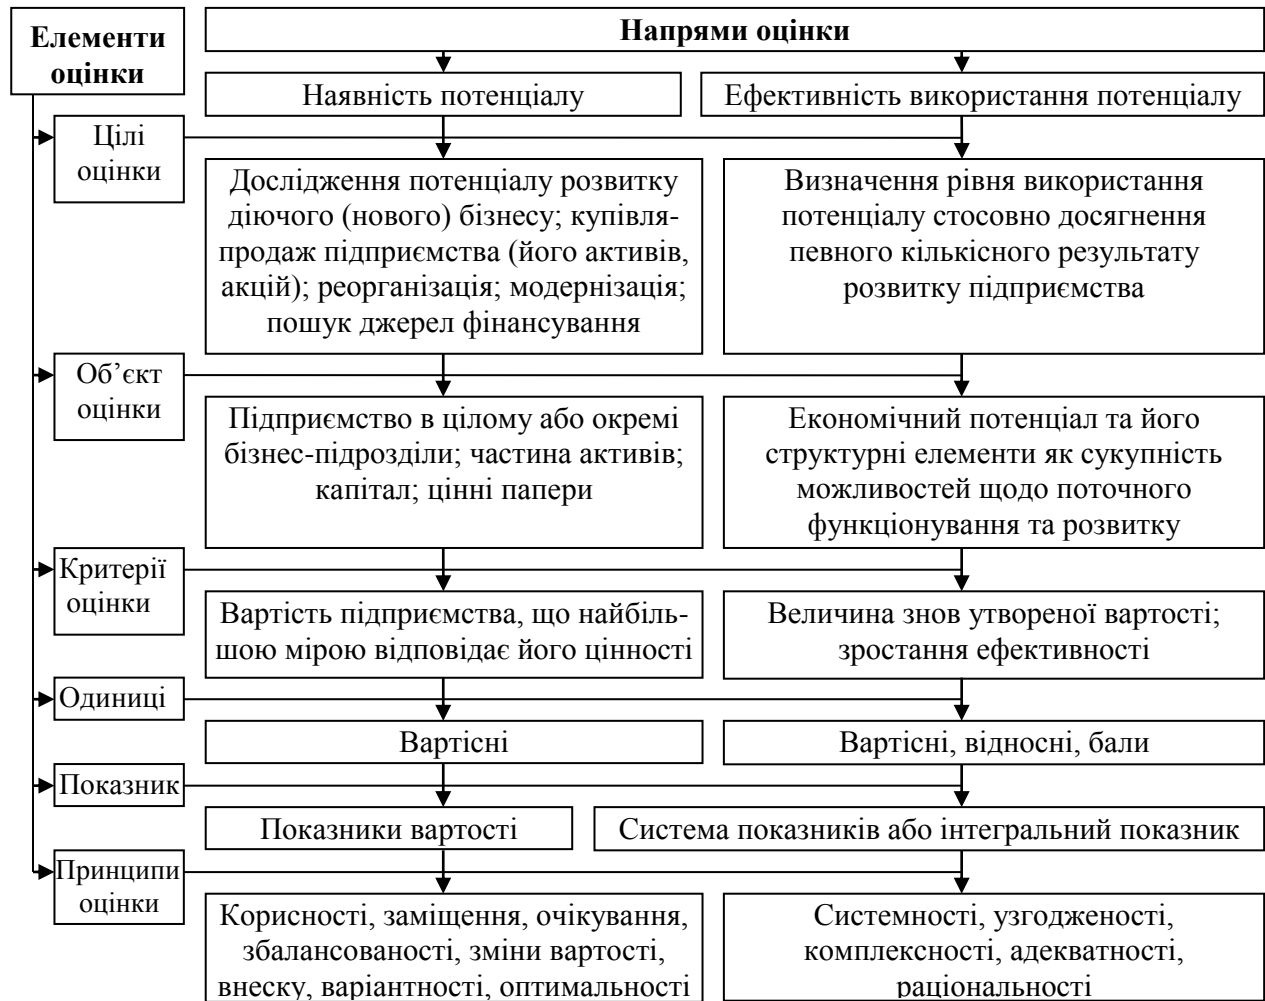 Елементи
оцінки
Напрями оцінки
Наявність потенціалу
Ефективність використання потенціалу
Цілі
оцінки
Дослідження потенціалу розвитку
діючого (нового) бізнесу; купівля-
продаж підприємства (його активів,
акцій); реорганізація; модернізація;
пошук джерел фінансування
Визначення рівня використання
потенціалу стосовно досягнення
певного кількісного результату
розвитку підприємства
Об’єкт
оцінки
Підприємство в цілому або окремі
бізнес-підрозділи; частина активів;
капітал; цінні папери
Економічний потенціал та його
структурні елементи як сукупність
можливостей щодо поточного
функціонування та розвитку
Критерії
оцінки
Вартість підприємства, що найбіль-
шою мірою відповідає його цінності
Величина знов утвореної вартості;
зростання ефективності
Одиниці
Вартісні
Вартісні, відносні, бали
Показник
Показники вартості
Система показників або інтегральний показник
Принципи
оцінки
Корисності, заміщення, очікування,
збалансованості, зміни вартості,
внеску, варіантності, оптимальності
Системності, узгодженості,
комплексності, адекватності,
раціональності